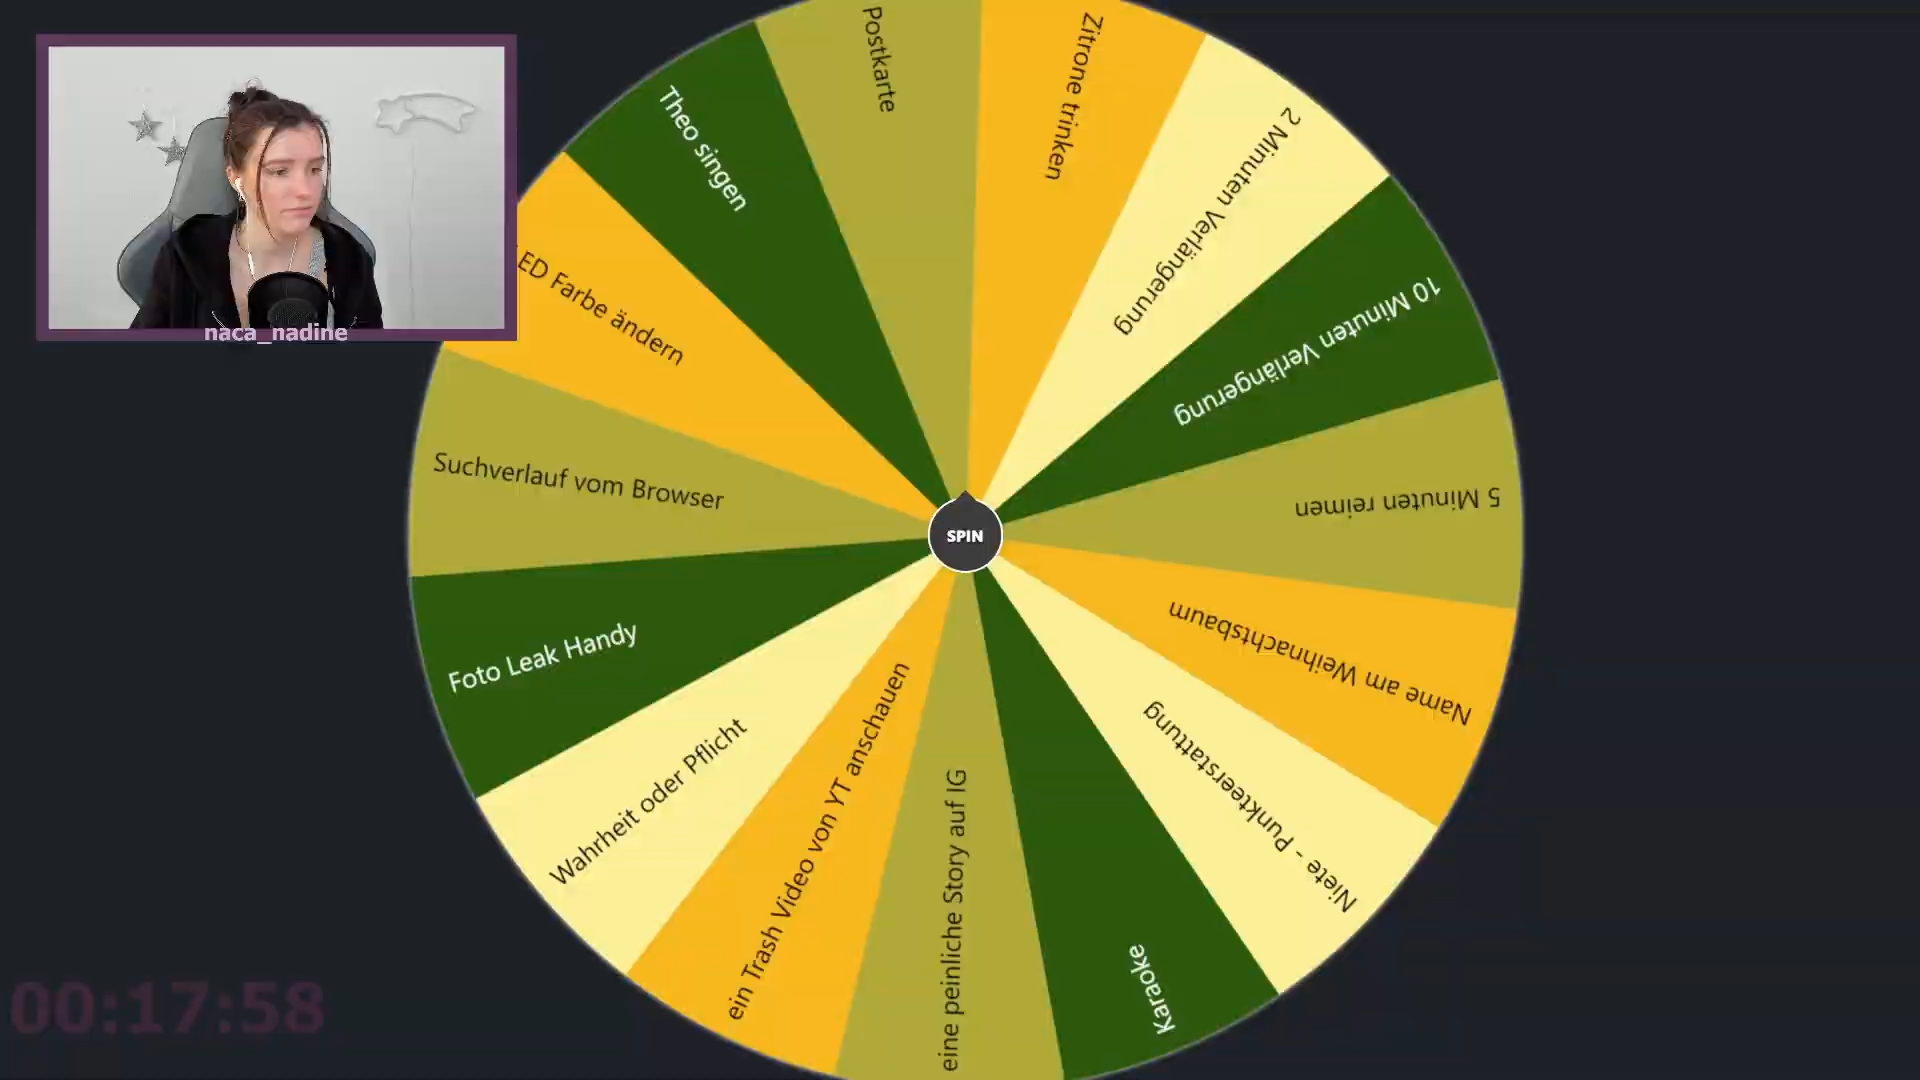 naca_nadine
Postkarte
Zitrone trinken
2 Minuten Verlängerung
10 Minuten Verlängerung
5 Minuten reimen
Name am Weihnachtsbaum
Niete - Punkteerstattung
Karaoke
eine peinliche Story auf IG
ein Trash Video von YT anschauen
Wahrheit oder Pflicht
Foto Leak Handy
Suchverlauf vom Browser
ED Farbe ändern
Theo singen
SPIN
00:17:58